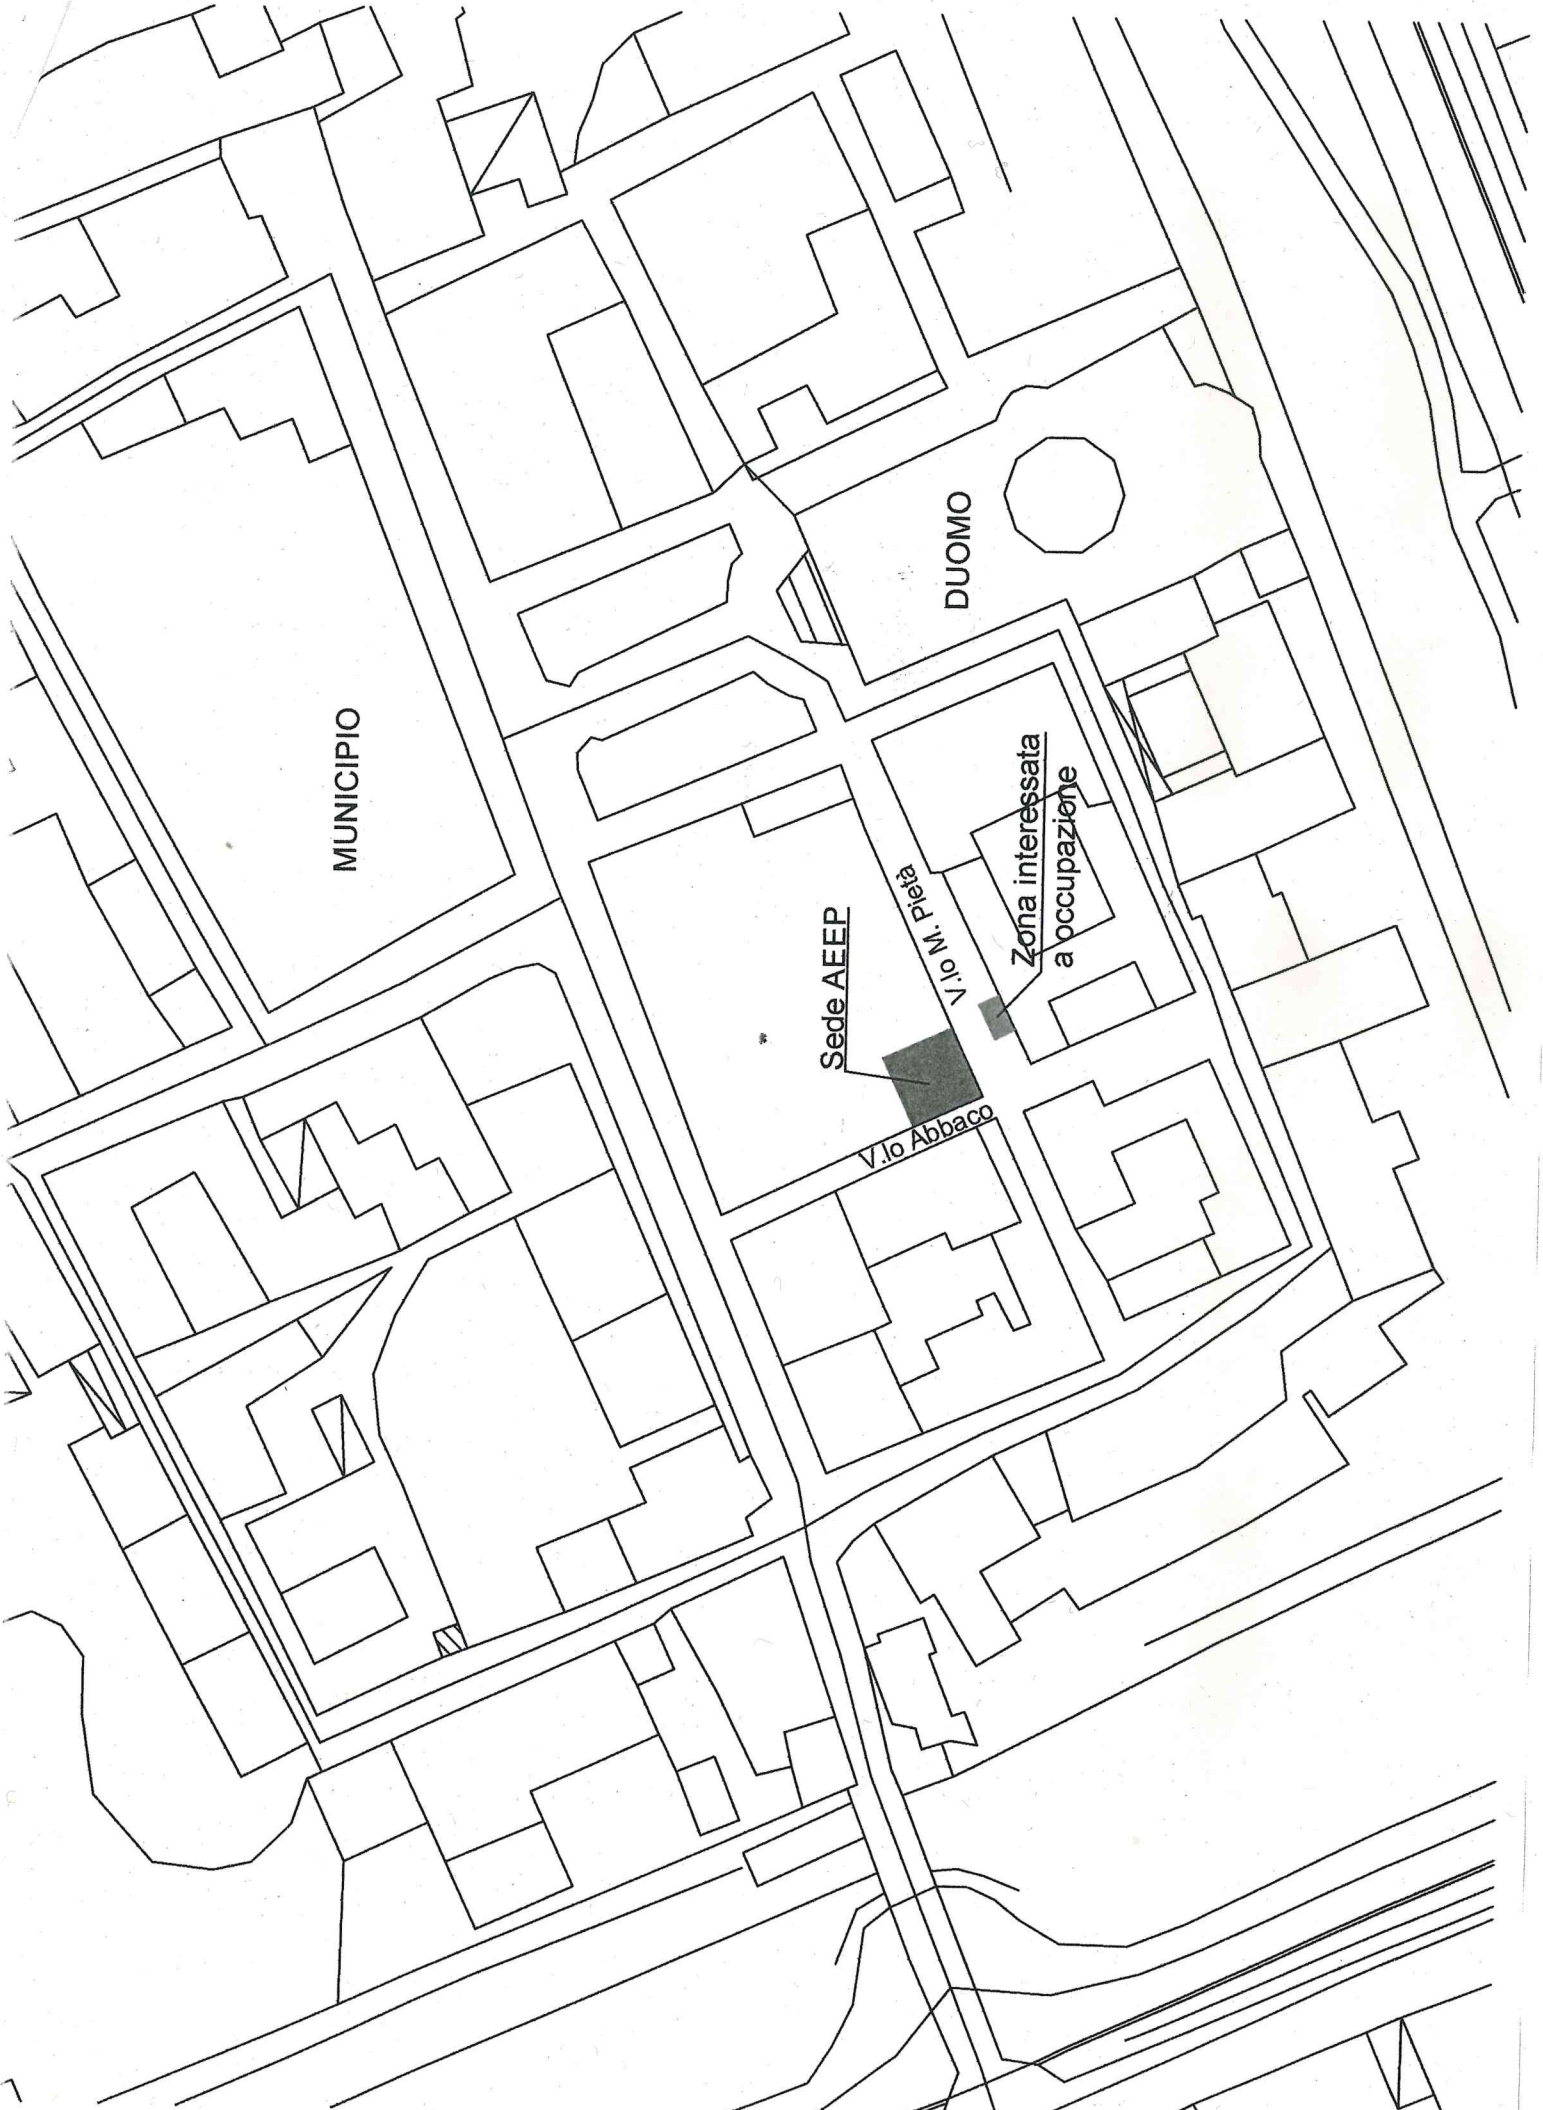 MUNICIPIO
DUOMO
Sede AEEP
V.lo M. Pietà
Zona interessata
a occupazione
V.lo Abbaco